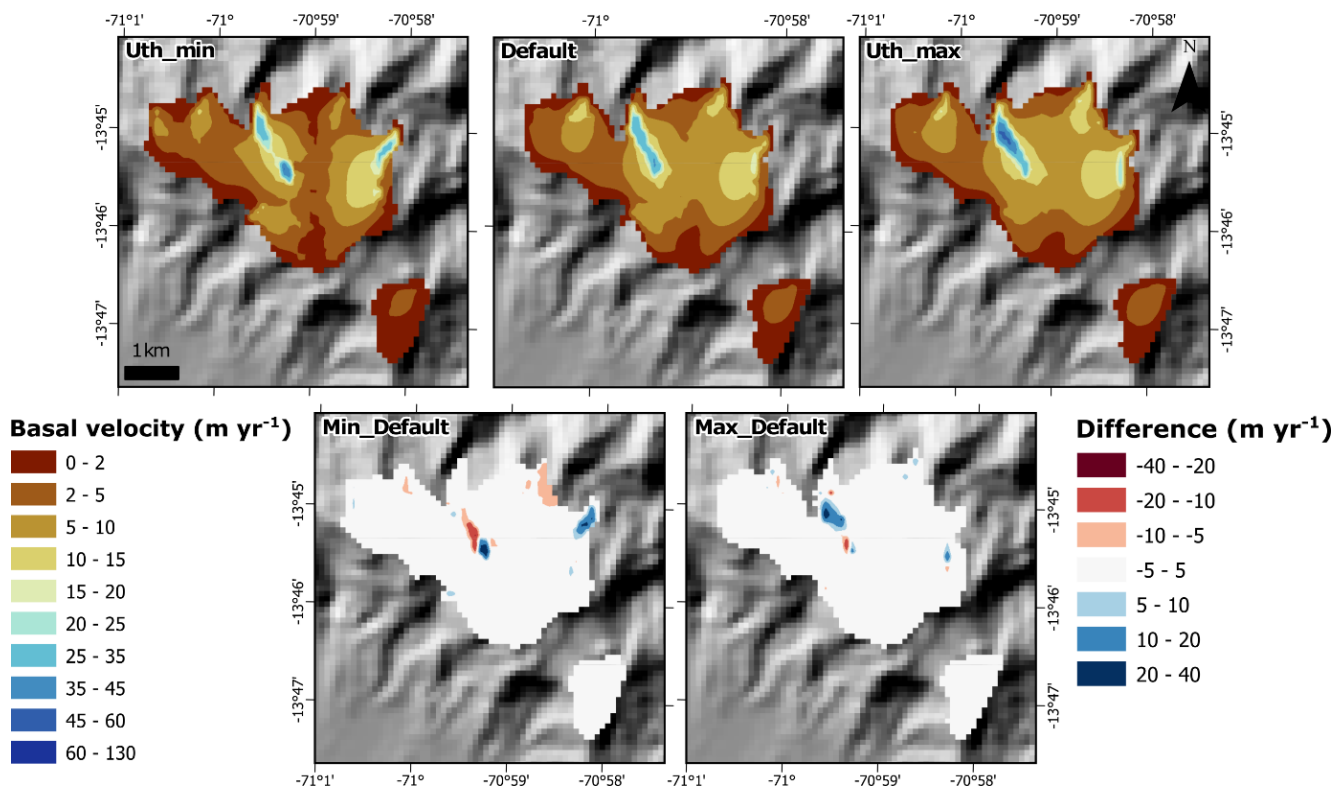 -71°1' -71° -70°59' -70°58'
-71° -70°58'
-71° -70°59' -70°58'
Uth_min
Default
Uth_max
N
-13°45'
-13°46'
-13°47'
-13°45'
-13°46'
-13°47'
1km
Basal velocity (m yr⁻¹)
0 - 2
2 - 5
5 - 10
10 - 15
15 - 20
20 - 25
25 - 35
35 - 45
45 - 60
60 - 130
Min_Default
Max_Default
-13°45'
-13°46'
-13°47'
-13°45'
-13°46'
-13°47'
-71°1' -71° -70°59' -70°58'
-71° -70°59' -70°58'
Difference (m yr⁻¹)
-40 - -20
-20 - -10
-10 - -5
-5 - 5
5 - 10
10 - 20
20 - 40